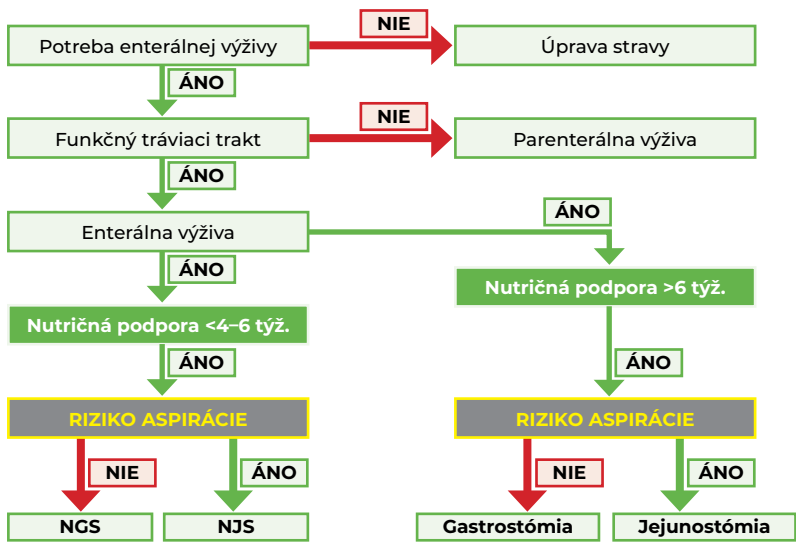 Potreba enterálnej výživy
NIE
Úprava stravy
ÁNO
Funkčný tráviaci trakt
NIE
Parenterálna výživa
ÁNO
Enterálna výživa
ÁNO
ÁNO
Nutričná podpora >6 týž.
Nutričná podpora <4–6 týž.
ÁNO
ÁNO
RIZIKO ASPIRÁCIE
RIZIKO ASPIRÁCIE
NIE
ÁNO
NIE
ÁNO
NGS
NJS
Gastrostómia
Jejunostómia